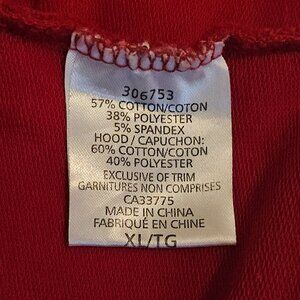 306753
57% COTTON/COTON
38% POLYESTER
5% SPANDEX
HOOD / CAPUCHON:
60% COTTON/COTON
40% POLYESTER
EXCLUSIVE OF TRIM
GARNITURES NON COMPRISES
CA33775
MADE IN CHINA
FABRIQUÉ EN CHINE
XL/TG